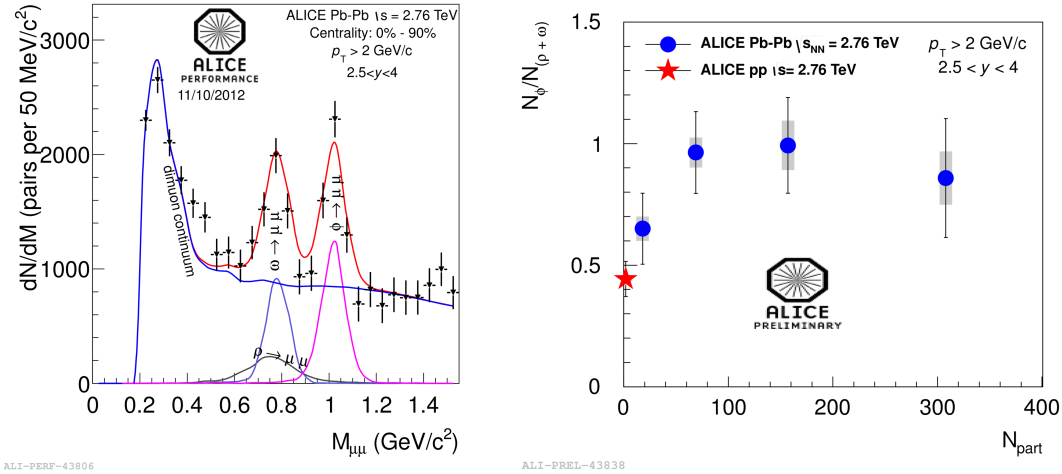 ALICE Pb-Pb √s = 2.76 TeV
Centrality: 0% - 90%
p_T > 2 GeV/c
2.5<y<4
ALICE
PERFORMANCE
11/10/2012
dN/dM (pairs per 50 MeV/c²)
3000
2000
1000
0
dimuon continuum
ω → μμ
φ → μμ
ρ → μ μ
0 0.2 0.4 0.6 0.8 1 1.2 1.4
M_μμ (GeV/c²)
ALI-PERF-43806
N_φ/N_(ρ + ω)
1.5
1
0.5
0
ALICE Pb-Pb √s_NN = 2.76 TeV
ALICE pp √s= 2.76 TeV
p_T > 2 GeV/c
2.5 < y < 4
ALICE
PRELIMINARY
0 100 200 300 400
N_part
ALI-PREL-43838